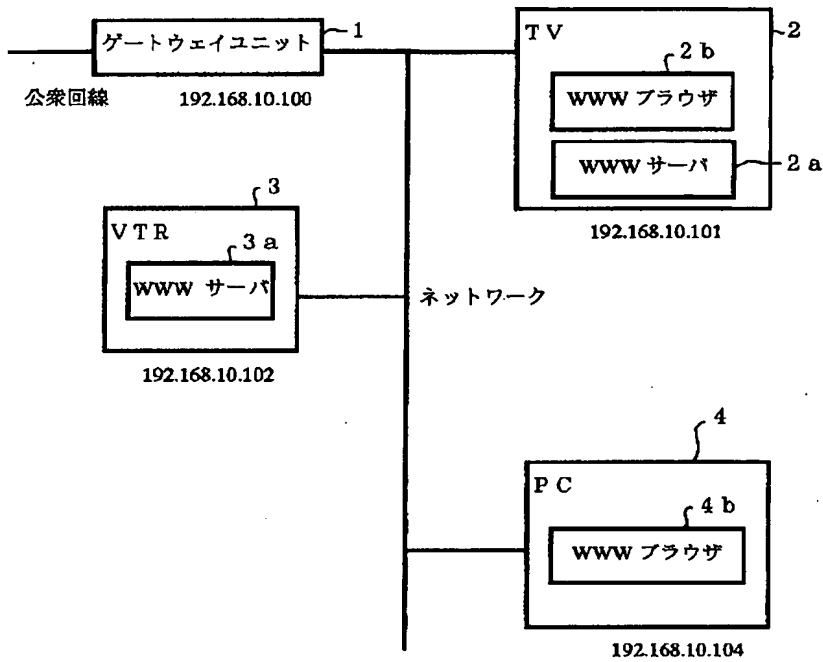 ゲートウェイユニット
1
公衆回線
192.168.10.100
TV
2
2b
WWW ブラウザ
WWW サーバ
2a
192.168.10.101
3
VTR
3a
WWW サーバ
192.168.10.102
ネットワーク
4
PC
4b
WWW ブラウザ
192.168.10.104